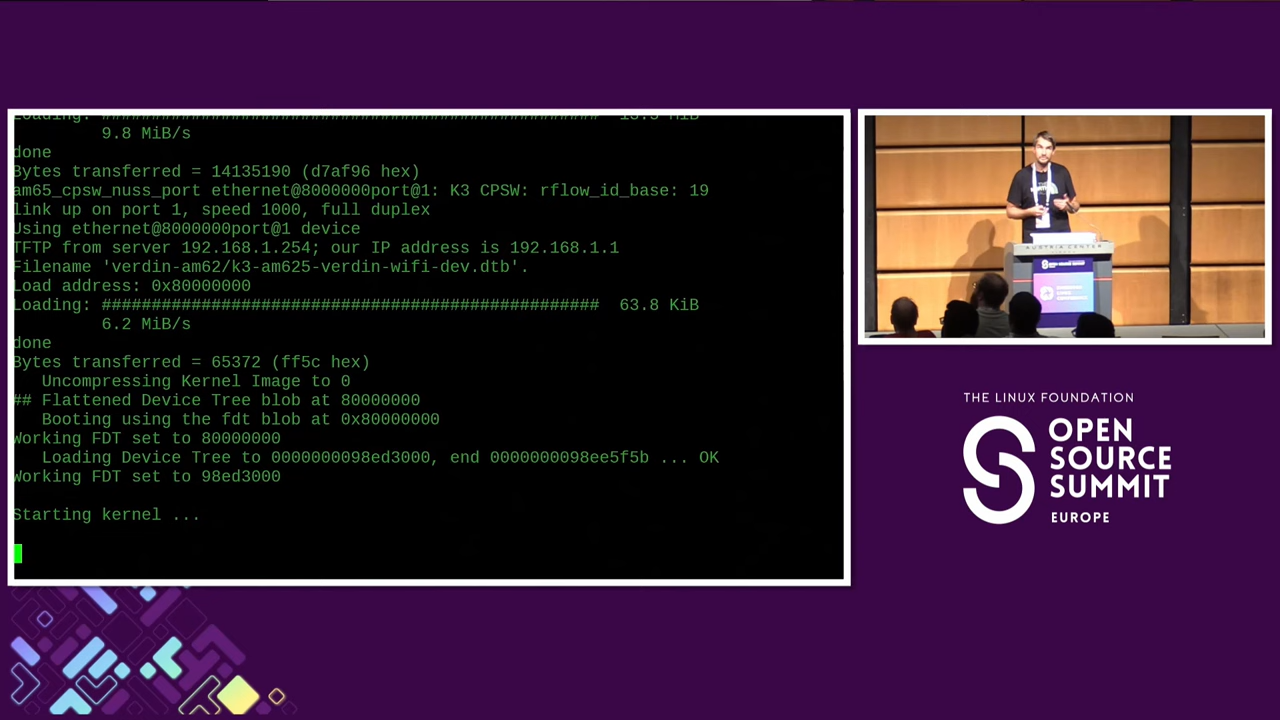 Loading: ################################################## 13.5 MiB
9.8 MiB/s
done
Bytes transferred = 14135190 (d7af96 hex)
am65_cpsw_nuss_port ethernet@8000000port@1: K3 CPSW: rflow_id_base: 19
link up on port 1, speed 1000, full duplex
Using ethernet@8000000port@1 device
TFTP from server 192.168.1.254; our IP address is 192.168.1.1
Filename 'verdin-am62/k3-am625-verdin-wifi-dev.dtb'.
Load address: 0x80000000
Loading: ################################################## 63.8 KiB
6.2 MiB/s
done
Bytes transferred = 65372 (ff5c hex)
Uncompressing Kernel Image to 0
## Flattened Device Tree blob at 80000000
Booting using the fdt blob at 0x80000000
Working FDT set to 80000000
Loading Device Tree to 0000000098ed3000, end 0000000098ee5f5b ... OK
Working FDT set to 98ed3000
Starting kernel ...
AUSTRIA CENTER
THE LINUX FOUNDATION
OPEN
SOURCE
SUMMIT
EUROPE